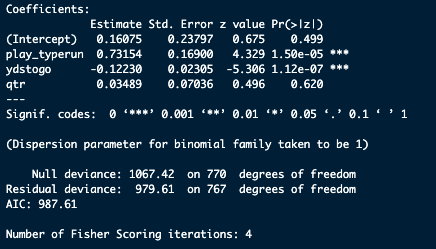 Coefficients:
Estimate Std. Error z value Pr(>|z|)
(Intercept) 0.16075 0.23797 0.675 0.499
play_typerun 0.73154 0.16900 4.329 1.50e-05 ***
ydstogo -0.12230 0.02305 -5.306 1.12e-07 ***
qtr 0.03489 0.07036 0.496 0.620
---
Signif. codes: 0 ‘***’ 0.001 ‘**’ 0.01 ‘*’ 0.05 ‘.’ 0.1 ‘ ’ 1
(Dispersion parameter for binomial family taken to be 1)
Null deviance: 1067.42 on 770 degrees of freedom
Residual deviance: 979.61 on 767 degrees of freedom
AIC: 987.61
Number of Fisher Scoring iterations: 4